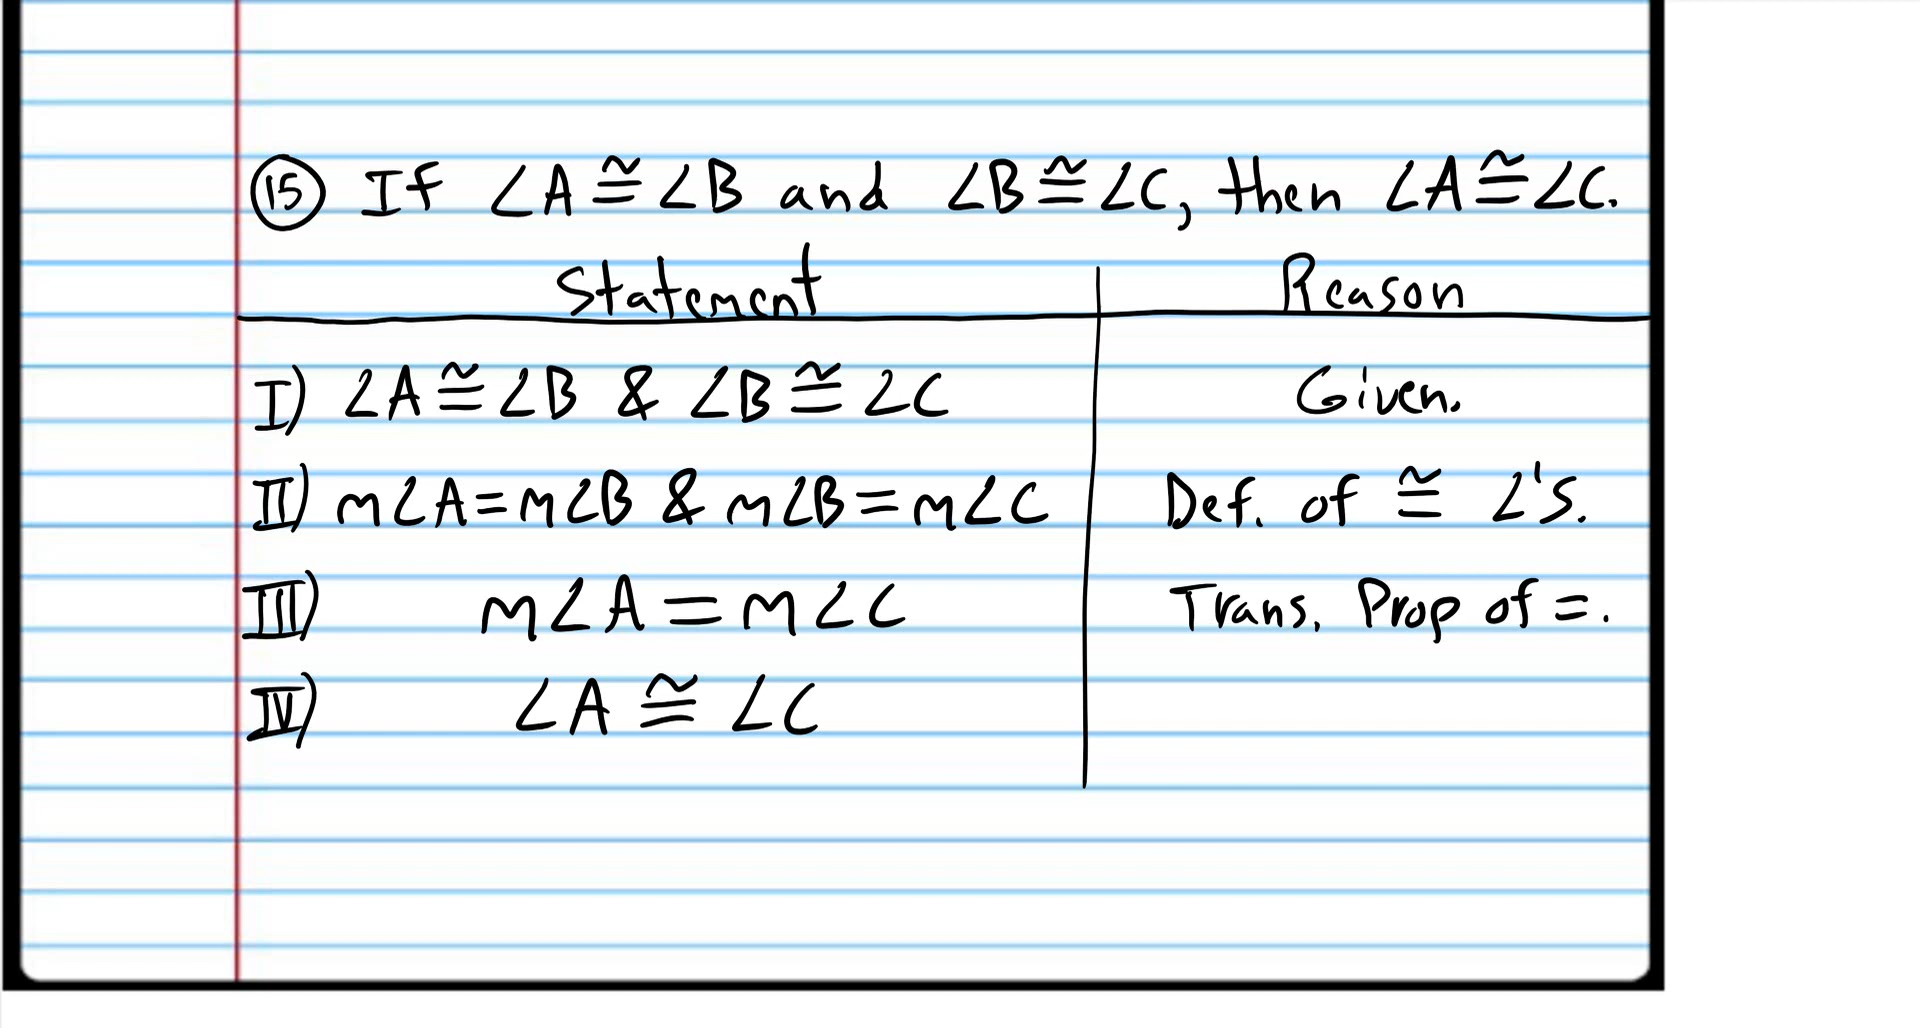 ⑮ If ∠A≅∠B and ∠B≅∠C, then ∠A≅∠C.
Statement Reason
I) ∠A≅∠B & ∠B≅∠C Given.
II) m∠A=m∠B & m∠B=m∠C Def. of ≅ ∠'s.
III) m∠A=m∠C Trans. Prop of =.
IV) ∠A≅∠C